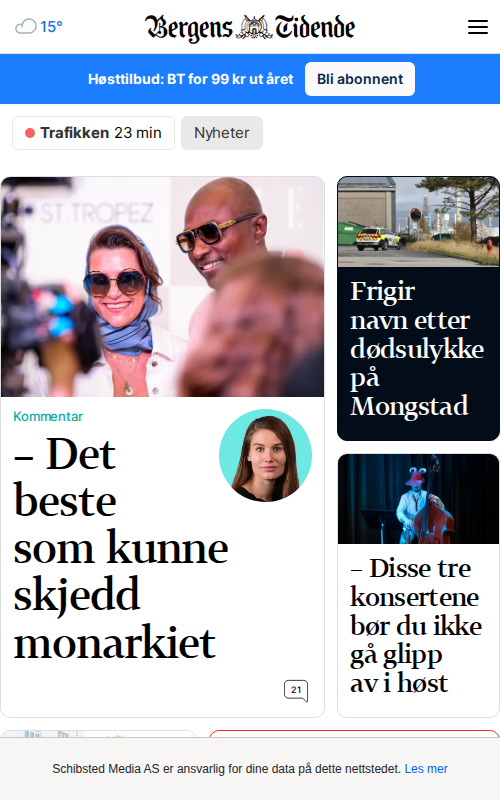 15°
Bergens Tidende
Høsttilbud: BT for 99 kr ut året
Bli abonnent
Trafikken 23 min
Nyheter
ST TROPEZ
Kommentar
– Det
beste
som kunne
skjedd
monarkiet
21
Frigir
navn etter
dødsulykke
på
Mongstad
– Disse tre
konsertene
bør du ikke
gå glipp
av i høst
Schibsted Media AS er ansvarlig for dine data på dette nettstedet. Les mer